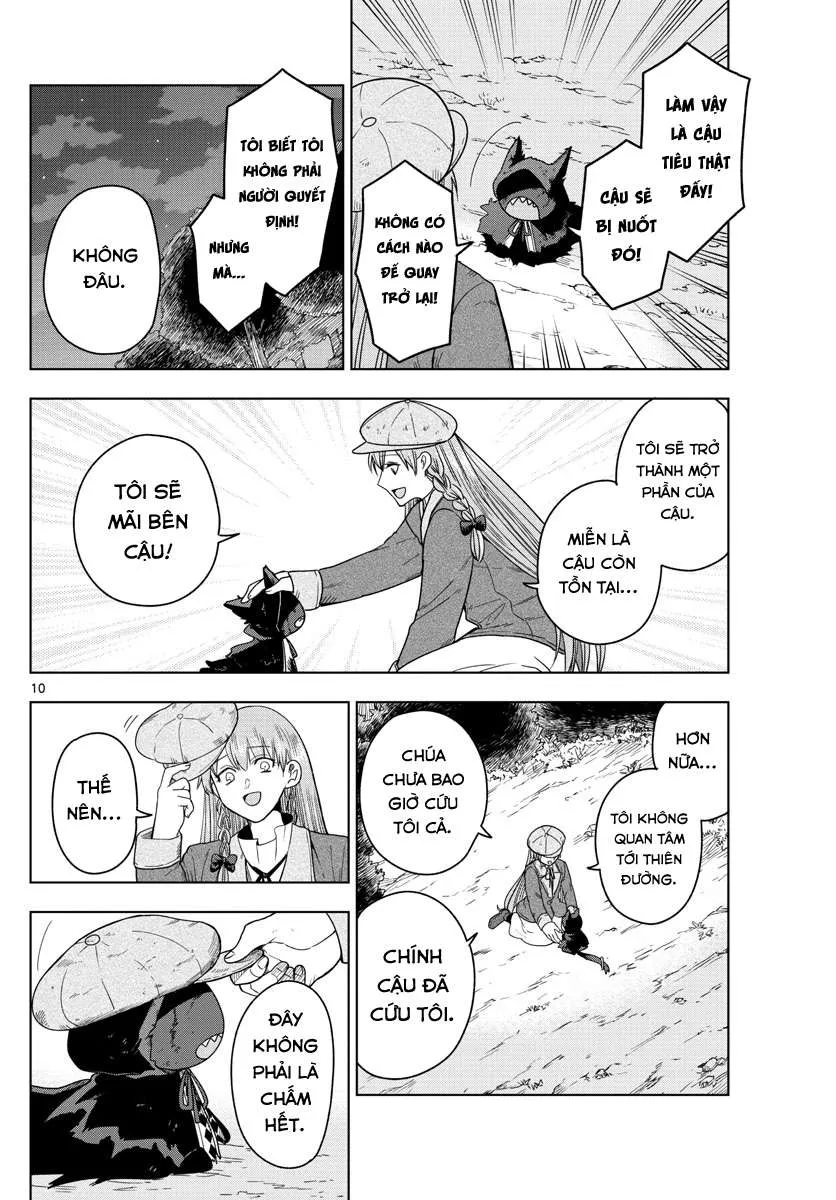 LÀM VẬY
LÀ CẬU
TIÊU THẬT
ĐẤY!
CẬU SẼ
BỊ NUỐT
ĐÓ!
KHÔNG CÓ
CÁCH NÀO
ĐỂ QUAY
TRỞ LẠI!
TÔI BIẾT TÔI
KHÔNG PHẢI
NGƯỜI QUYẾT
ĐỊNH!
NHƯNG
MÀ...
KHÔNG
ĐÂU.
TÔI SẼ TRỞ
THÀNH MỘT
PHẦN CỦA
CẬU.
MIỄN LÀ
CẬU CÒN
TỒN TẠI...
TÔI SẼ
MÃI BÊN
CẬU!
10
HƠN
NỮA...
TÔI KHÔNG
QUAN TÂM
TỚI THIÊN
ĐƯỜNG.
CHÚA
CHƯA BAO
GIỜ CỨU
TÔI CẢ.
CHÍNH
CẬU ĐÃ
CỨU TÔI.
THẾ
NÊN...
ĐÂY
KHÔNG
PHẢI LÀ
CHẤM
HẾT.